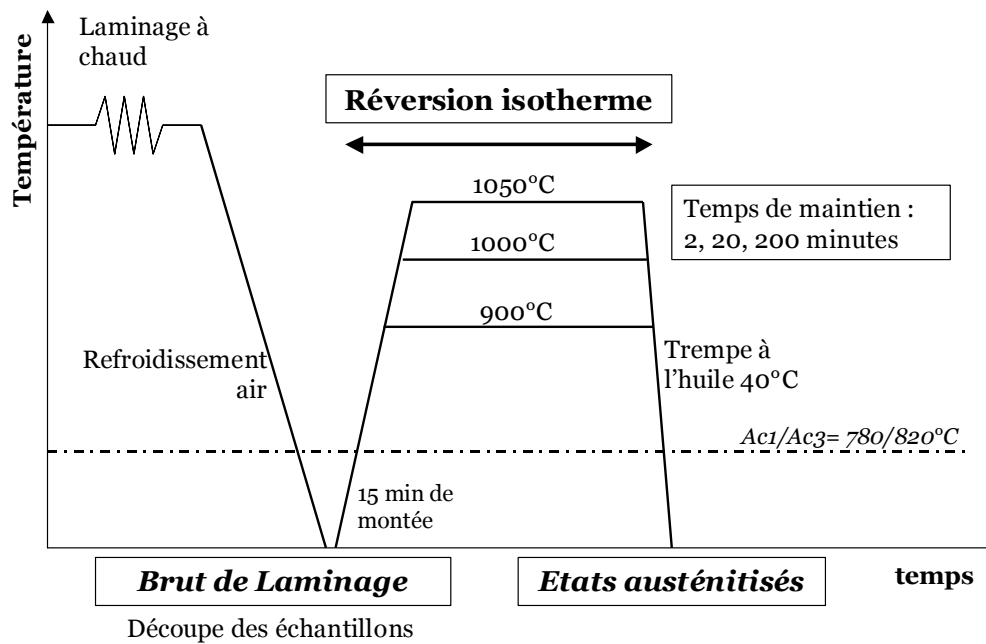 Laminage à
chaud
Température
Réversion isotherme
1050°C
1000°C
900°C
Temps de maintien :
2, 20, 200 minutes
Refroidissement
air
Trempe à
l'huile 40°C
Ac1/Ac3= 780/820°C
15 min de
montée
Brut de Laminage
Etats austénitisés
temps
Découpe des échantillons